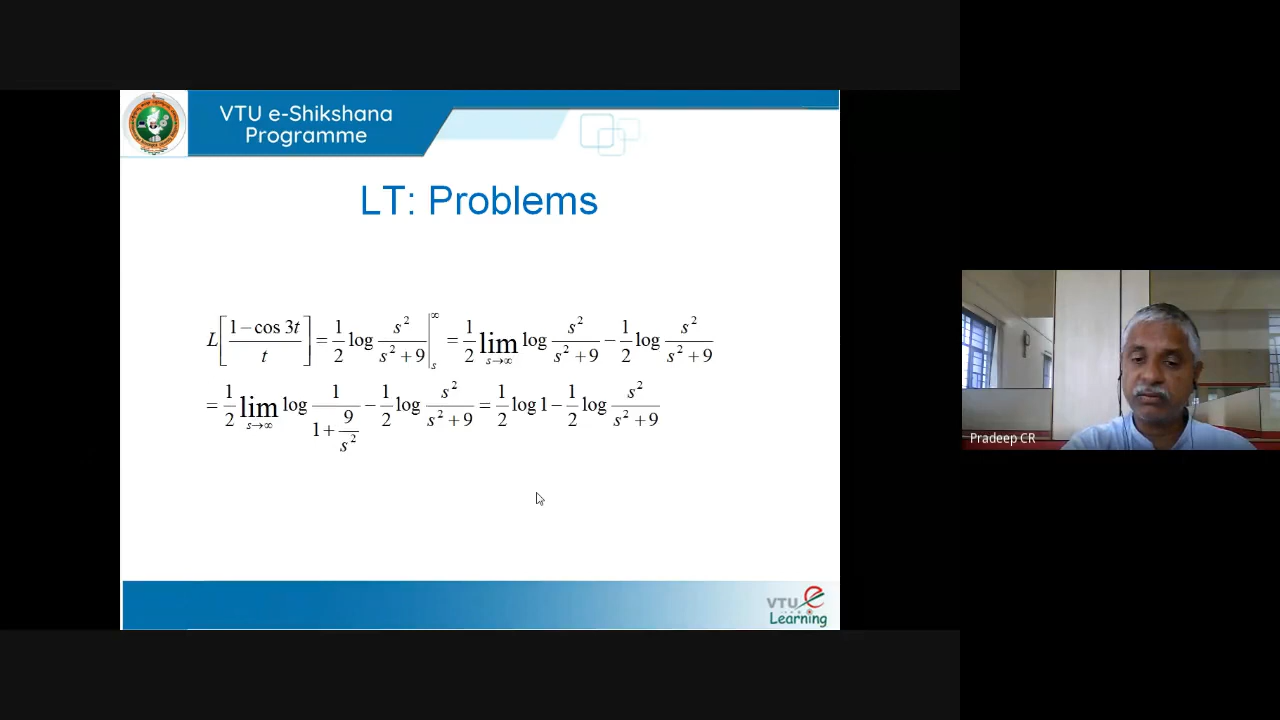 VTU e-Shikshana
Programme
LT: Problems
L[(1−cos 3t)/t] = 1/2 log s²/(s²+9) |ₛ^∞ = 1/2 lim s→∞ log s²/(s²+9) − 1/2 log s²/(s²+9)
= 1/2 lim s→∞ log 1/(1+9/s²) − 1/2 log s²/(s²+9) = 1/2 log 1 − 1/2 log s²/(s²+9)
Pradeep CR
VTU e
Learning